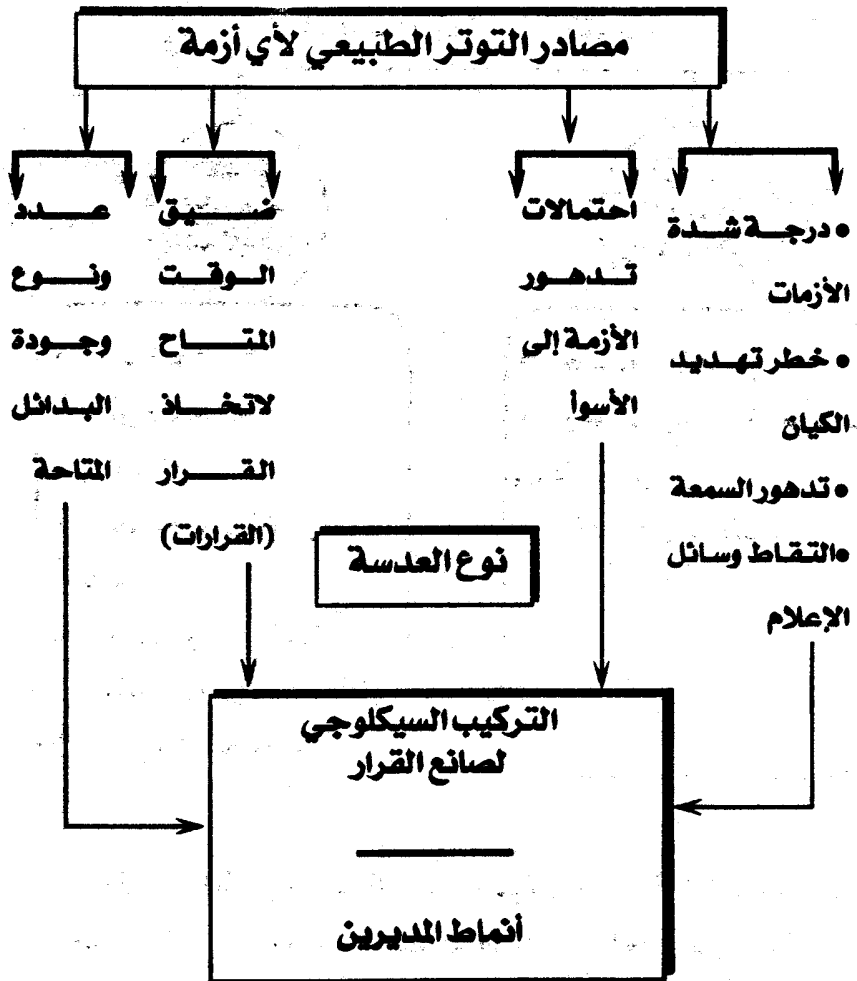 مصادر التوتر الطبيعي لأي أزمة
• درجة شدة
الأزمات
• خطر تهديد
الكيان
• تدهور السمعة
• التقاط وسائل
الإعلام
احتمالات
تدهور
الأزمة إلى
الأسوأ
ضيق
الوقت
المتاح
لاتخاذ
القرار
(القرارات)
عدد
ونوع
وجودة
البدائل
المتاحة
نوع العدسة
التركيب السيكلوجي
لصانع القرار
أنماط المديرين